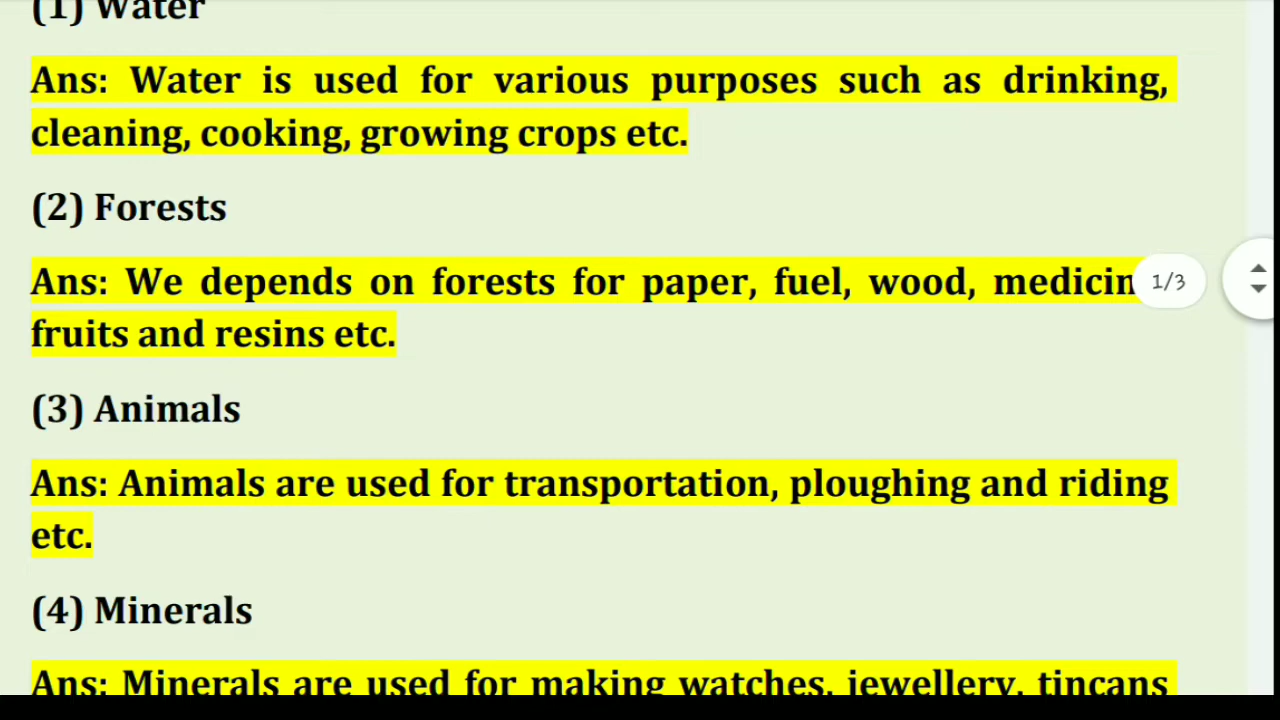 (1) Water
Ans: Water is used for various purposes such as drinking,
cleaning, cooking, growing crops etc.
(2) Forests
Ans: We depends on forests for paper, fuel, wood,
fruits and resins etc.
(3) Animals
Ans: Animals are used for transportation, ploughing and riding
etc.
(4) Minerals
Ans: Minerals are used for making watches, jewellery, tincans
1/3